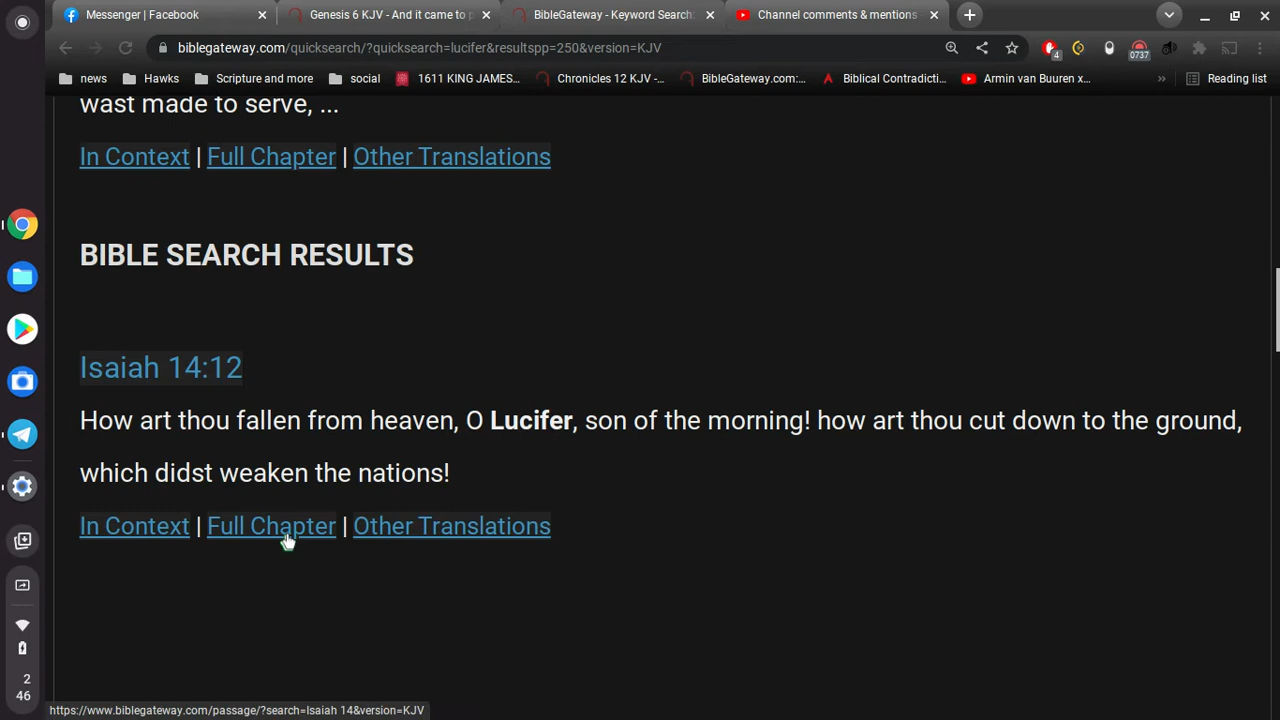 Messenger | Facebook
Genesis 6 KJV - And it came to p
BibleGateway - Keyword Search:
Channel comments & mentions
biblegateway.com/quicksearch/?quicksearch=lucifer&resultspp=250&version=KJV
4
0737
news
Hawks
Scripture and more
social
1611 KING JAMES...
Chronicles 12 KJV -...
BibleGateway.com:...
Biblical Contradicti...
Armin van Buuren x...
»
Reading list
wast made to serve, ...
In Context | Full Chapter | Other Translations
BIBLE SEARCH RESULTS
Isaiah 14:12
How art thou fallen from heaven, O Lucifer, son of the morning! how art thou cut down to the ground,
which didst weaken the nations!
In Context | Full Chapter | Other Translations
2
46
https://www.biblegateway.com/passage/?search=Isaiah 14&version=KJV